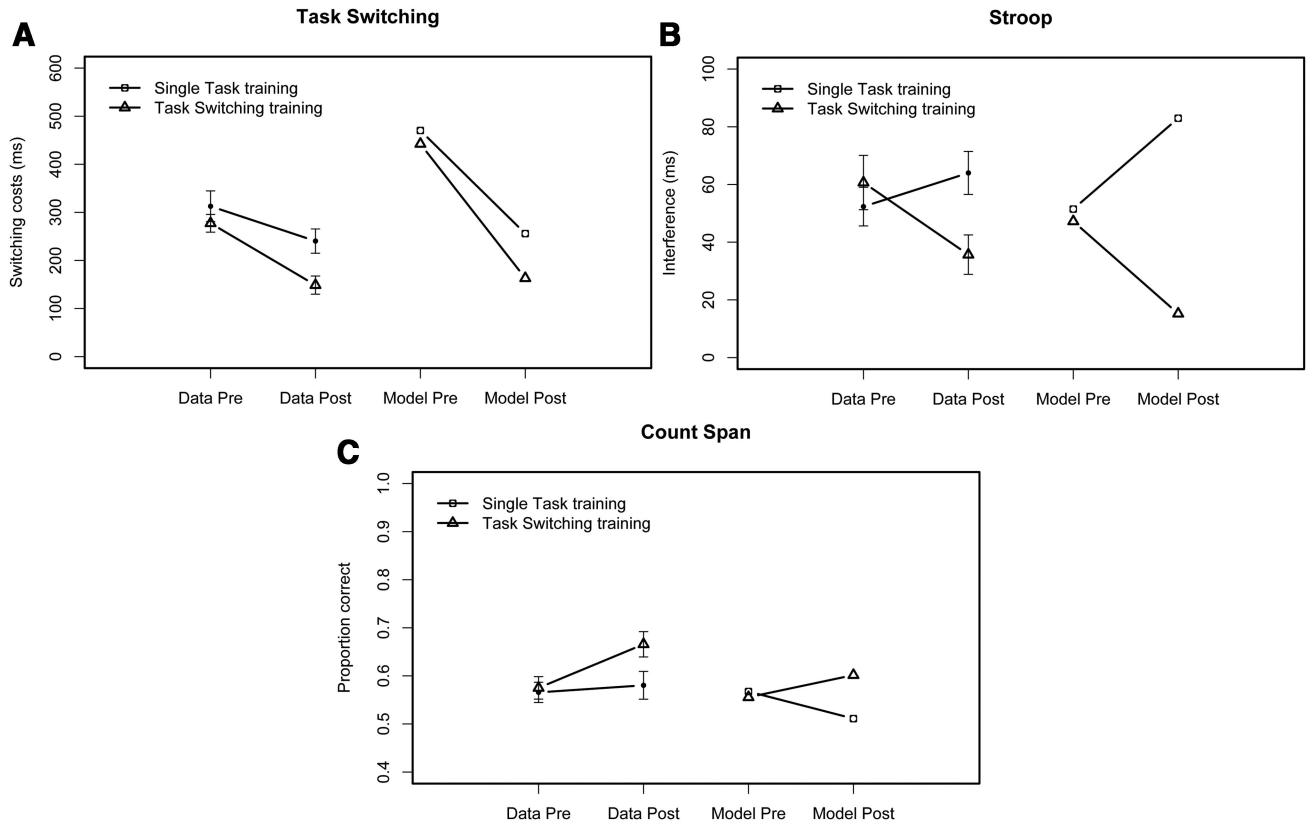 A
Task Switching
Single Task training
Task Switching training
Switching costs (ms)
600
500
400
300
200
100
0
Data Pre
Data Post
Model Pre
Model Post
B
Stroop
Single Task training
Task Switching training
Interference (ms)
100
80
60
40
20
0
Data Pre
Data Post
Model Pre
Model Post
C
Count Span
Single Task training
Task Switching training
Proportion correct
1.0
0.9
0.8
0.7
0.6
0.5
0.4
Data Pre
Data Post
Model Pre
Model Post